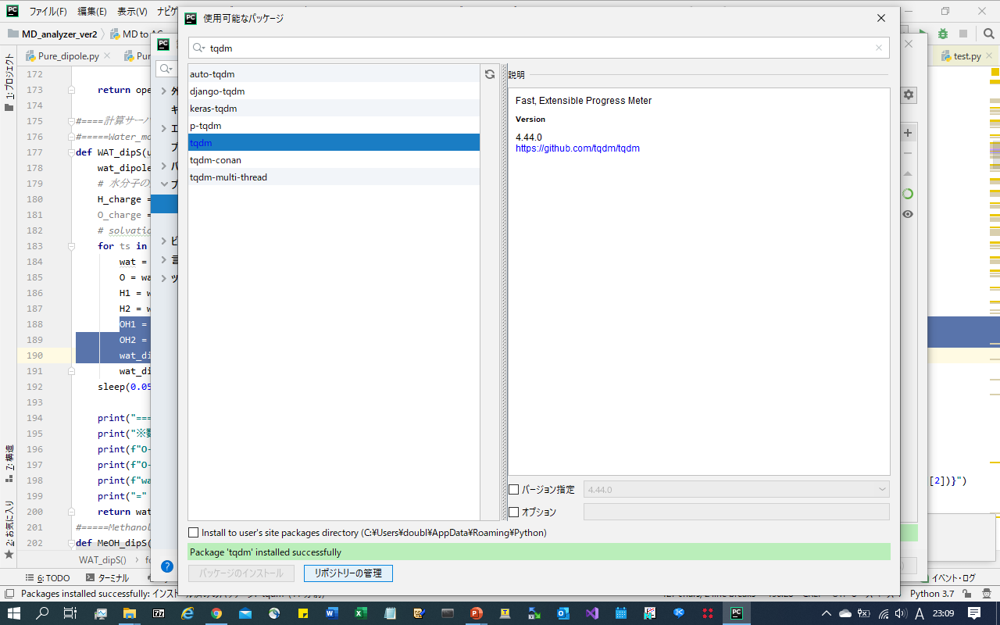 ファイル(F) 編集(E) 表示(V) ナビゲ
使用可能なパッケージ
MD_analyzer_ver2 MD to
Pure_dipole.py Pur test.py
tqdm
auto-tqdm
django-tqdm
keras-tqdm
p-tqdm
tqdm
tqdm-conan
tqdm-multi-thread
説明
Fast, Extensible Progress Meter
Version
4.44.0
https://github.com/tqdm/tqdm
バージョン指定 4.44.0
オプション
Install to user's site packages directory (C:¥Users¥doubl¥AppData¥Roaming¥Python)
Package 'tqdm' installed successfully
パッケージのインストール リポジトリーの管理
1: プロジェクト
7: 構造
2: お気に入り
172
173 return ope
174
175 #====計算サーバ
176 #=====Water_mo
177 def WAT_dipS(u
178 wat_dipole
179 # 水分子の
180 H_charge =
181 O_charge =
182 # solvatio
183 for ts in
184 wat =
185 O = wa
186 H1 = w
187 H2 = w
188 OH1 =
189 OH2 =
190 wat_di
191 wat_di
192 sleep(0.05
193
194 print("===
195 print("※数
196 print(f"O-
197 print(f"O-
198 print(f"wa [2])}")
199 print("="
200 return wat
201 #=====Methanol
202 def MeOH_dipS(
WAT_dipS() fo
6: TODO ターミナル イベント・ログ
Packages installed successfully: インスト Python 3.7
A 23:09